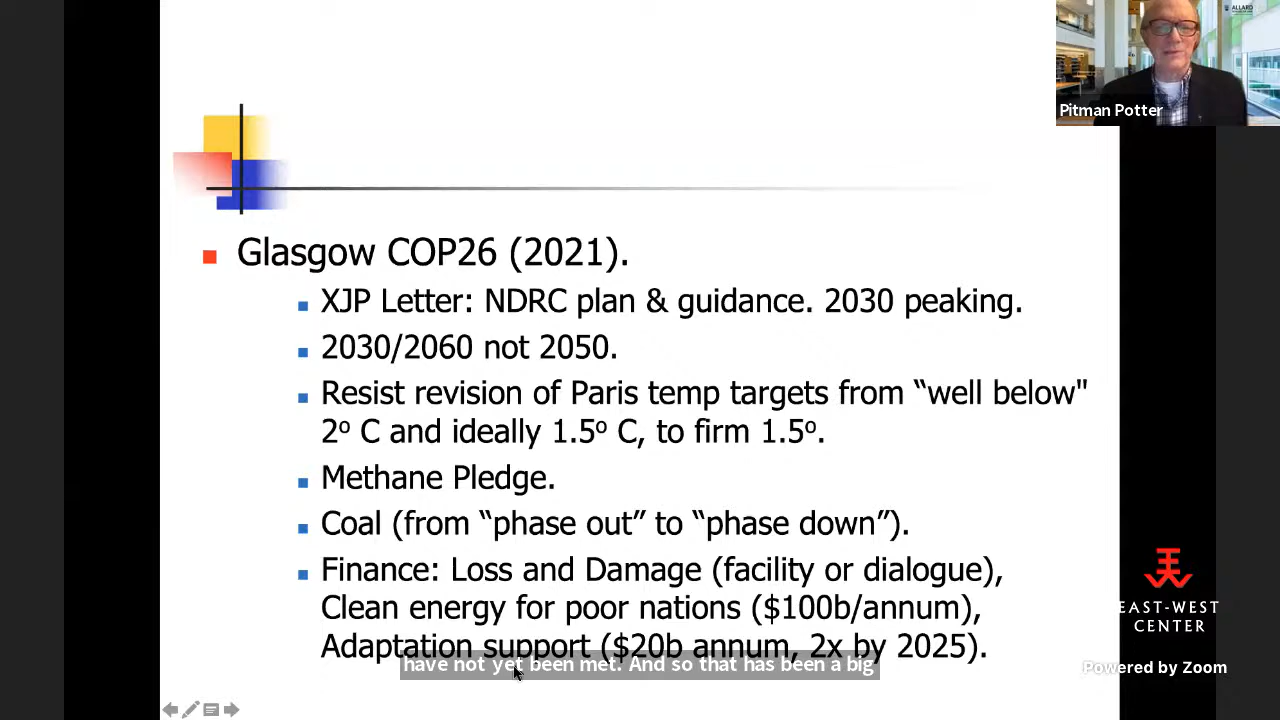 ALLARD
Pitman Potter
Glasgow COP26 (2021).
XJP Letter: NDRC plan & guidance. 2030 peaking.
2030/2060 not 2050.
Resist revision of Paris temp targets from “well below"
2º C and ideally 1.5º C, to firm 1.5º.
Methane Pledge.
Coal (from “phase out” to “phase down”).
Finance: Loss and Damage (facility or dialogue),
Clean energy for poor nations ($100b/annum),
Adaptation support ($20b annum, 2x by 2025).
have not yet been met. And so that has been a big
EAST-WEST
CENTER
Powered by Zoom